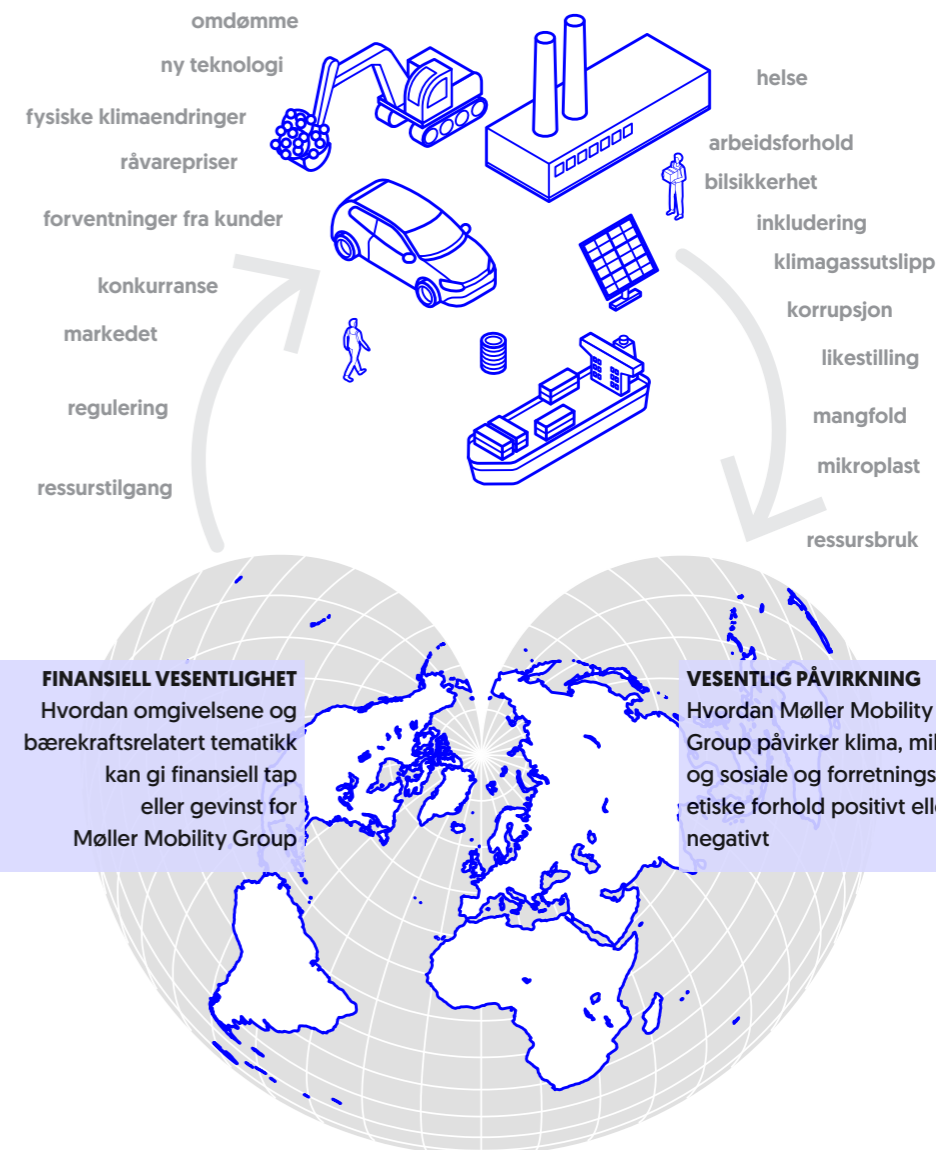 omdømme
ny teknologi
fysiske klimaendringer
råvarepriser
forventninger fra kunder
konkurranse
markedet
regulering
ressurstilgang
helse
arbeidsforhold
bilsikkerhet
inkludering
klimagassutslipp
korrupsjon
likestilling
mangfold
mikroplast
ressursbruk
FINANSIELL VESENTLIGHET
Hvordan omgivelsene og
bærekraftsrelatert tematikk
kan gi finansiell tap
eller gevinst for
Møller Mobility Group
VESENTLIG PÅVIRKNING
Hvordan Møller Mobility
Group påvirker klima,
og sosiale og forretnings
etiske forhold positivt
negativt